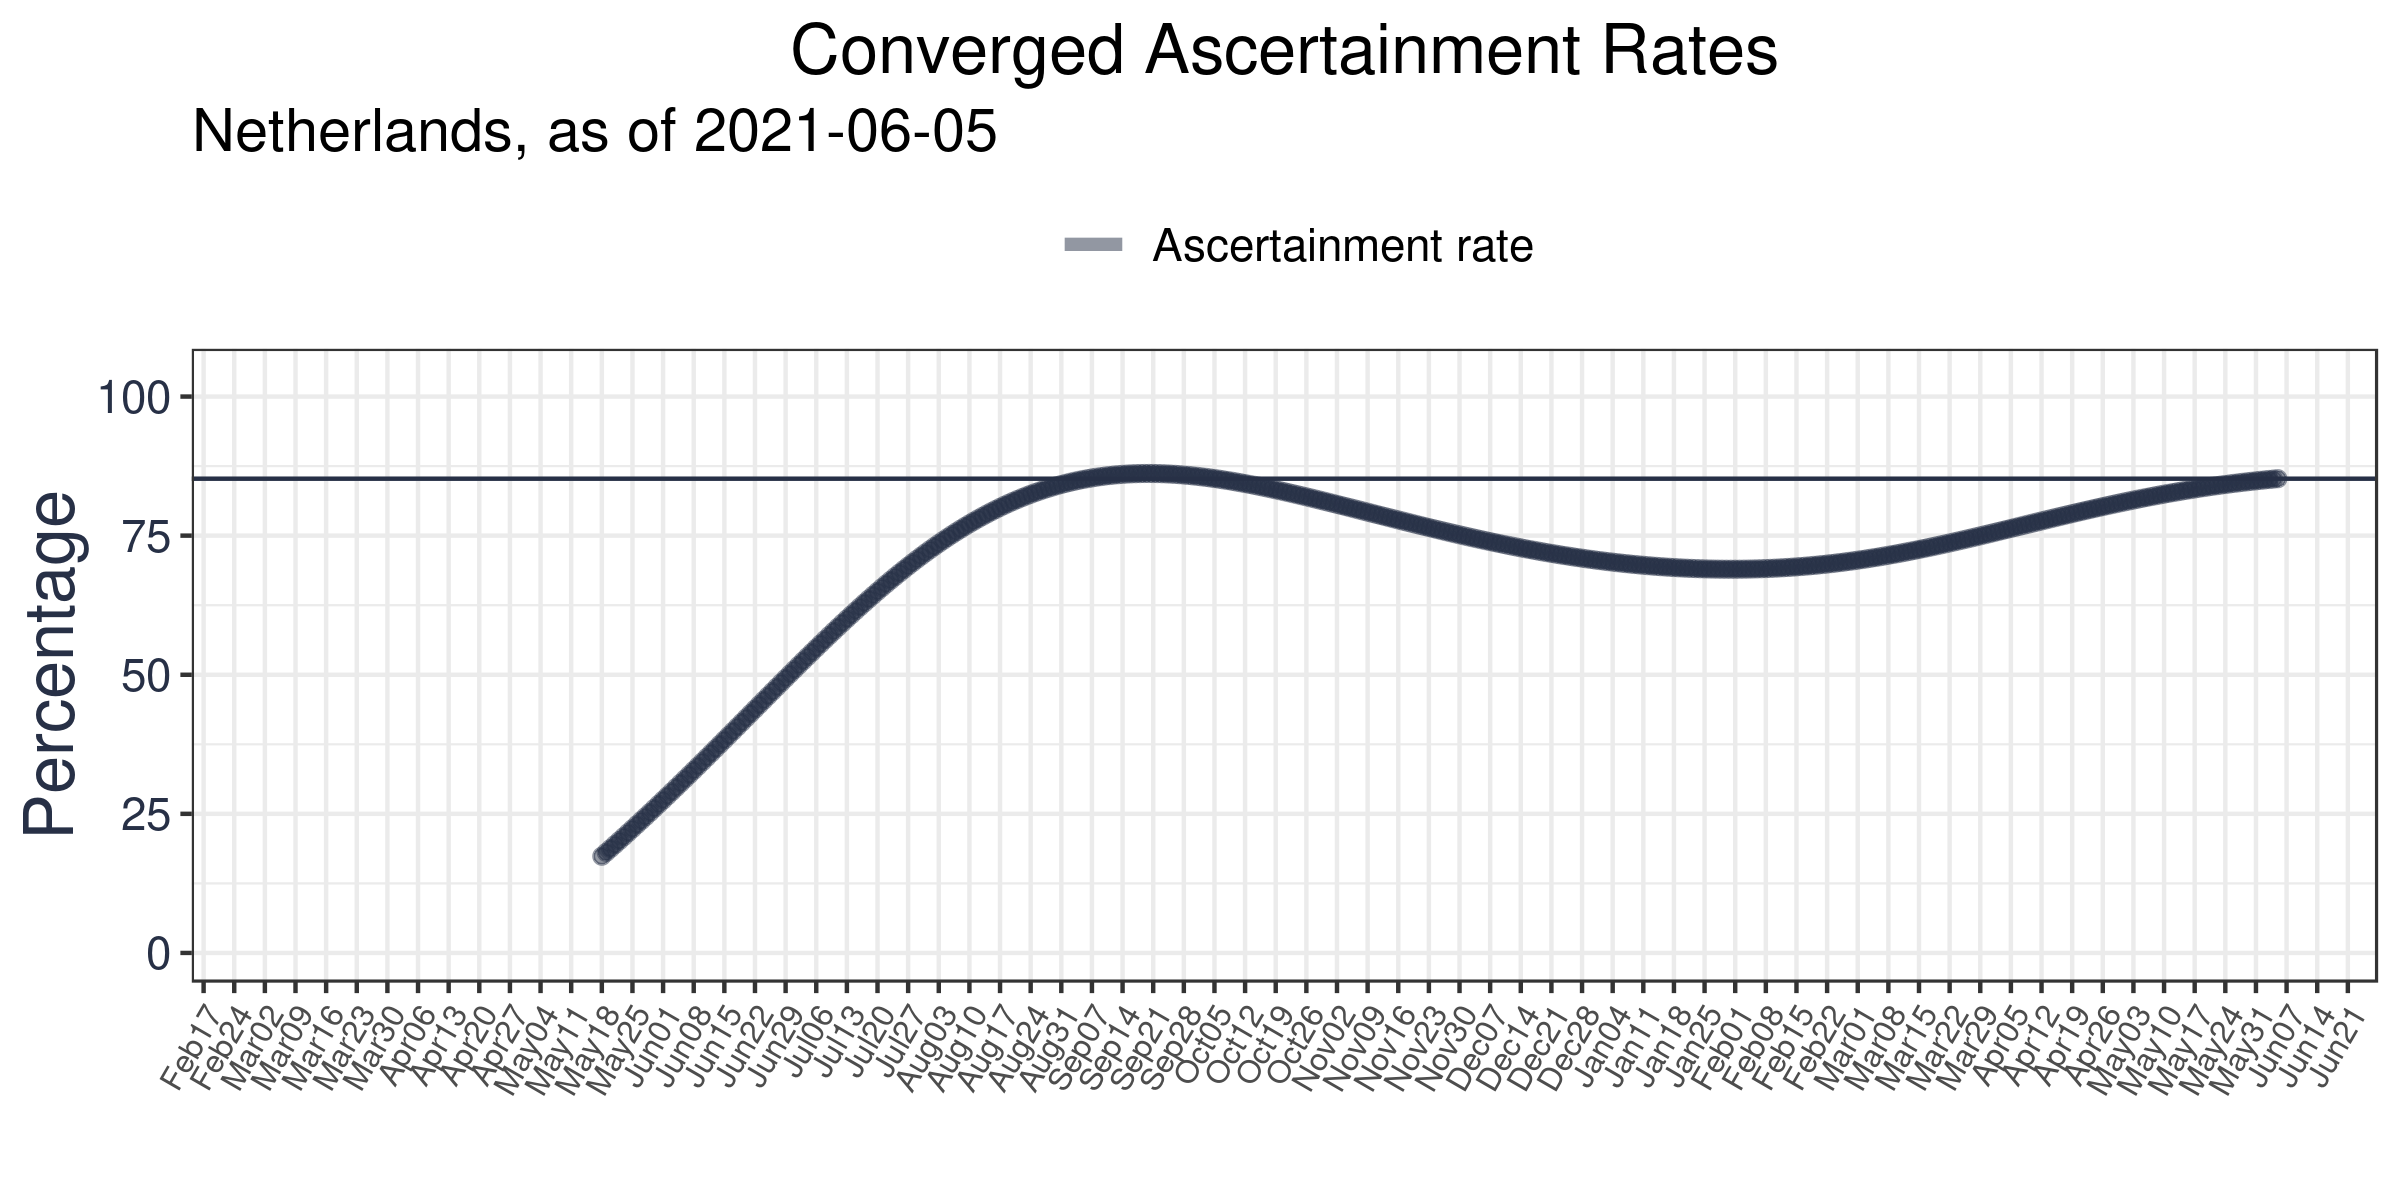 Converged Ascertainment Rates
Netherlands, as of 2021-06-05
Ascertainment rate
Percentage
100
75
50
25
0
Feb17 Feb24 Mar02 Mar09 Mar16 Mar23 Mar30 Apr06 Apr13 Apr20 Apr27 May04 May11 May18 May25 Jun01 Jun08 Jun15 Jun22 Jun29 Jul06 Jul13 Jul20 Jul27 Aug03 Aug10 Aug17 Aug24 Aug31 Sep07 Sep14 Sep21 Sep28 Oct05 Oct12 Oct19 Oct26 Nov02 Nov09 Nov16 Nov23 Nov30 Dec07 Dec14 Dec21 Dec28 Jan04 Jan11 Jan18 Jan25 Feb01 Feb08 Feb15 Feb22 Mar01 Mar08 Mar15 Mar22 Mar29 Apr05 Apr12 Apr19 Apr26 May03 May10 May17 May24 May31 Jun07 Jun14 Jun21